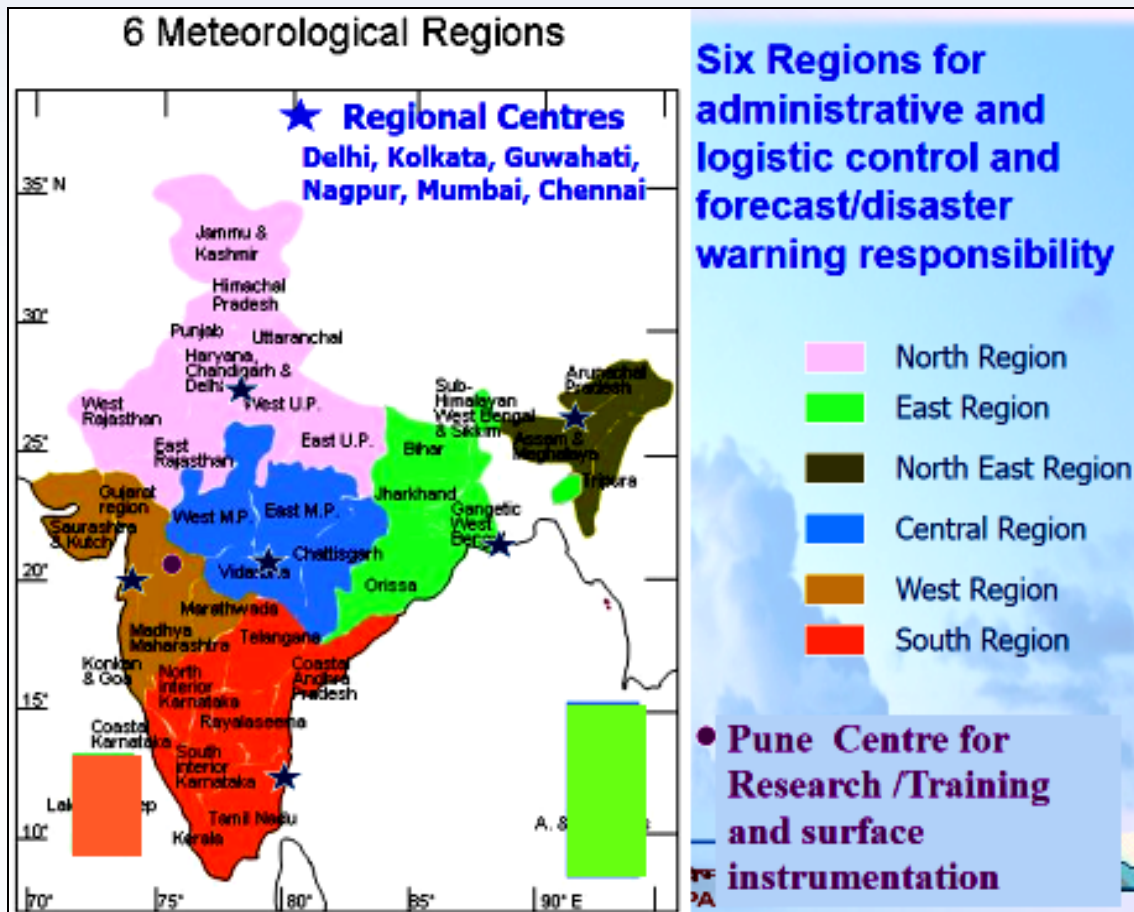 6 Meteorological Regions
Regional Centres
Delhi, Kolkata, Guwahati,
Nagpur, Mumbai, Chennai
35° N
30°
25°
20°
15°
10°
70°
75°
80°
85°
90° E
Jammu &
Kashmir
Himachal
Pradesh
Punjab
Uttaranchal
Haryana,
Chandigarh &
Delhi
West U.P.
West
Rajasthan
East
Rajasthan
East U.P.
Sub-
Himalayan
West Bengal
& Sikkim
Arunachal
Pradesh
Assam &
Meghalaya
Tripura
Bihar
Jharkhand
Gangetic
West
Orissa
Gujarat
region
Saurashtra
& Kutch
West M.P.
East M.P.
Chattisgarh
Marathwada
Madhya
Maharashtra
Telangana
Konkan
& Goa
North
Interior
Karnataka
Coastal
Andhra
Pradesh
Rayalaseema
Coastal
Karnataka
South
Interior
Karnataka
Tamil Nadu
Kerala
Six Regions for
administrative and
logistic control and
forecast/disaster
warning responsibility
North Region
East Region
North East Region
Central Region
West Region
South Region
Pune Centre for
Research /Training
and surface
instrumentation